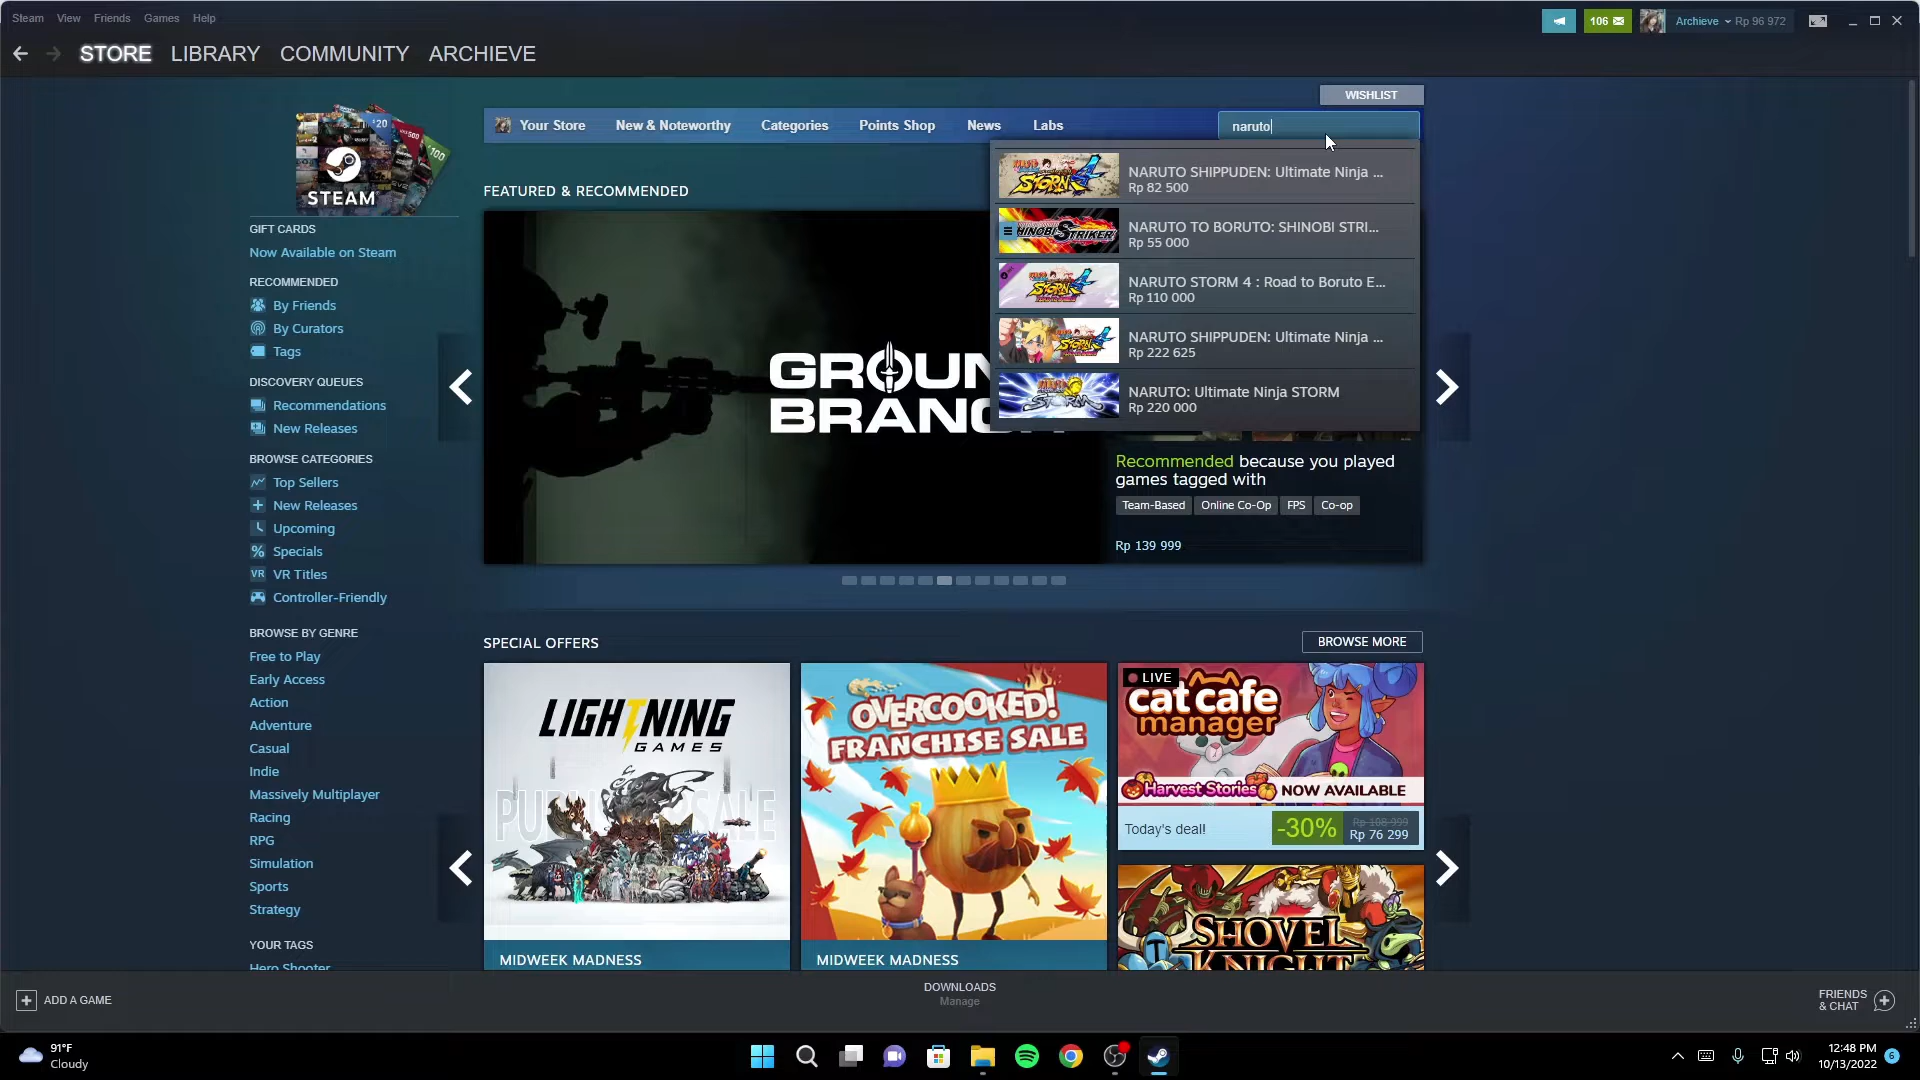 Steam View Friends Games Help
106
Archieve Rp 96 972
STORE LIBRARY COMMUNITY ARCHIEVE
WISHLIST
Your Store New & Noteworthy Categories Points Shop News Labs
naruto
STEAM
GIFT CARDS
Now Available on Steam
RECOMMENDED
By Friends
By Curators
Tags
DISCOVERY QUEUES
Recommendations
New Releases
BROWSE CATEGORIES
Top Sellers
New Releases
Upcoming
Specials
VR VR Titles
Controller-Friendly
BROWSE BY GENRE
Free to Play
Early Access
Action
Adventure
Casual
Indie
Massively Multiplayer
Racing
RPG
Simulation
Sports
Strategy
YOUR TAGS
Hero Shooter
FEATURED & RECOMMENDED
GROUN
BRANC
NARUTO SHIPPUDEN: Ultimate Ninja ...
Rp 82 500
NARUTO TO BORUTO: SHINOBI STRI...
Rp 55 000
NARUTO STORM 4 : Road to Boruto E...
Rp 110 000
NARUTO SHIPPUDEN: Ultimate Ninja ...
Rp 222 625
NARUTO: Ultimate Ninja STORM
Rp 220 000
Recommended because you played
games tagged with
Team-Based Online Co-Op FPS Co-op
Rp 139 999
SPECIAL OFFERS
BROWSE MORE
LIGHTNING
GAMES
MIDWEEK MADNESS
OVERCOOKED!
FRANCHISE SALE
MIDWEEK MADNESS
LIVE
cat cafe
manager
Harvest Stories NOW AVAILABLE
Today's deal! -30% Rp 108 999
Rp 76 299
SHOVEL
KNIGHT
ADD A GAME
DOWNLOADS
Manage
FRIENDS
& CHAT
91°F
Cloudy
12:48 PM
10/13/2022
6